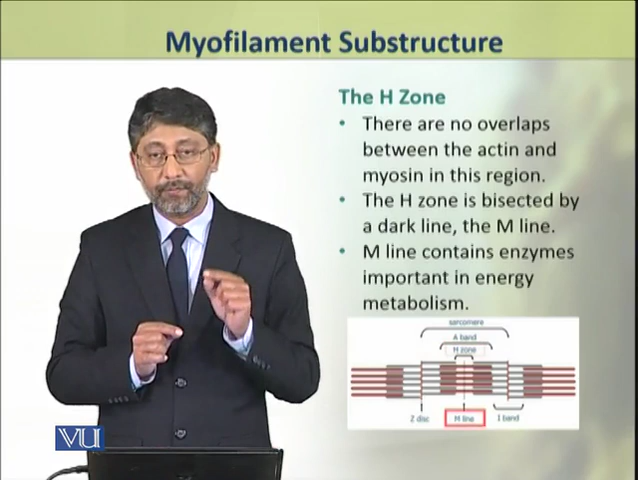 Myofilament Substructure
The H Zone
• There are no overlaps
between the actin and
myosin in this region.
• The H zone is bisected by
a dark line, the M line.
• M line contains enzymes
important in energy
metabolism.
sarcomere
A band
H zone
Z disc
M line
I band
VU